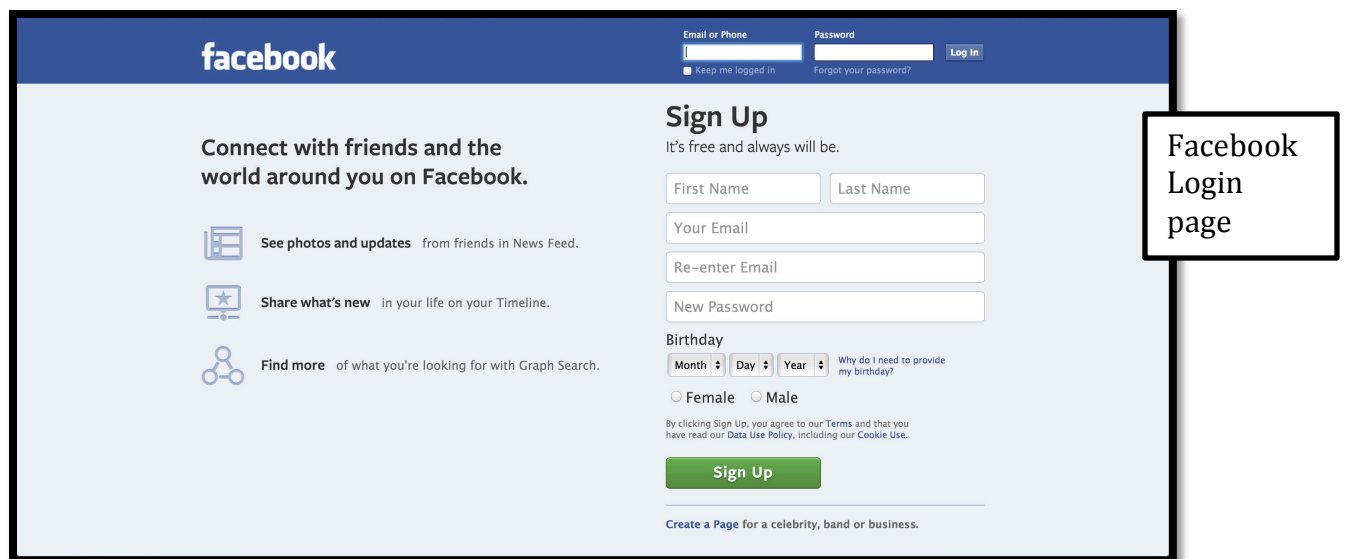 facebook
Email or Phone
Password
Log In
Keep me logged in
Forgot your password?
Connect with friends and the
world around you on Facebook.
See photos and updates from friends in News Feed.
Share what's new in your life on your Timeline.
Find more of what you're looking for with Graph Search.
Sign Up
It's free and always will be.
First Name
Last Name
Your Email
Re-enter Email
New Password
Birthday
Month
Day
Year
Why do I need to provide
my birthday?
Female
Male
By clicking Sign Up, you agree to our Terms and that you
have read our Data Use Policy, including our Cookie Use.
Sign Up
Create a Page for a celebrity, band or business.
Facebook
Login
page